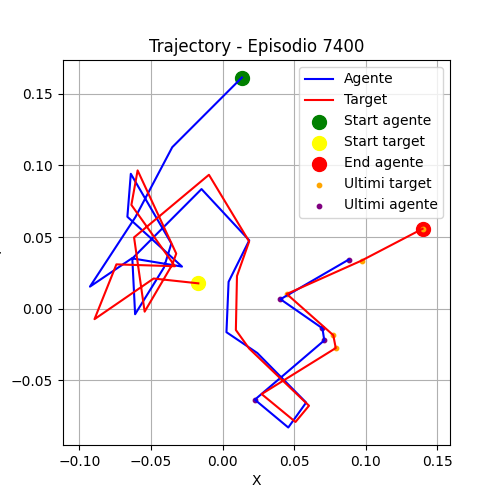 Trajectory - Episodio 7400
Agente
Target
Start agente
Start target
End agente
Ultimi target
Ultimi agente
0.15
0.10
0.05
0.00
−0.05
−0.10
−0.05
0.00
0.05
0.10
0.15
X